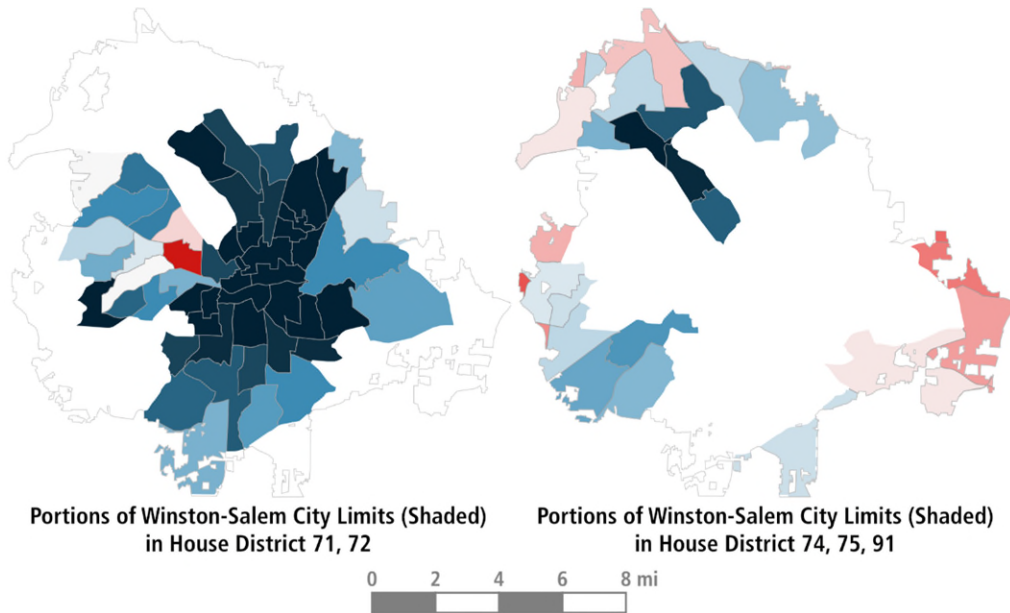 Portions of Winston-Salem City Limits (Shaded)
in House District 71, 72
Portions of Winston-Salem City Limits (Shaded)
in House District 74, 75, 91
0 2 4 6 8 mi